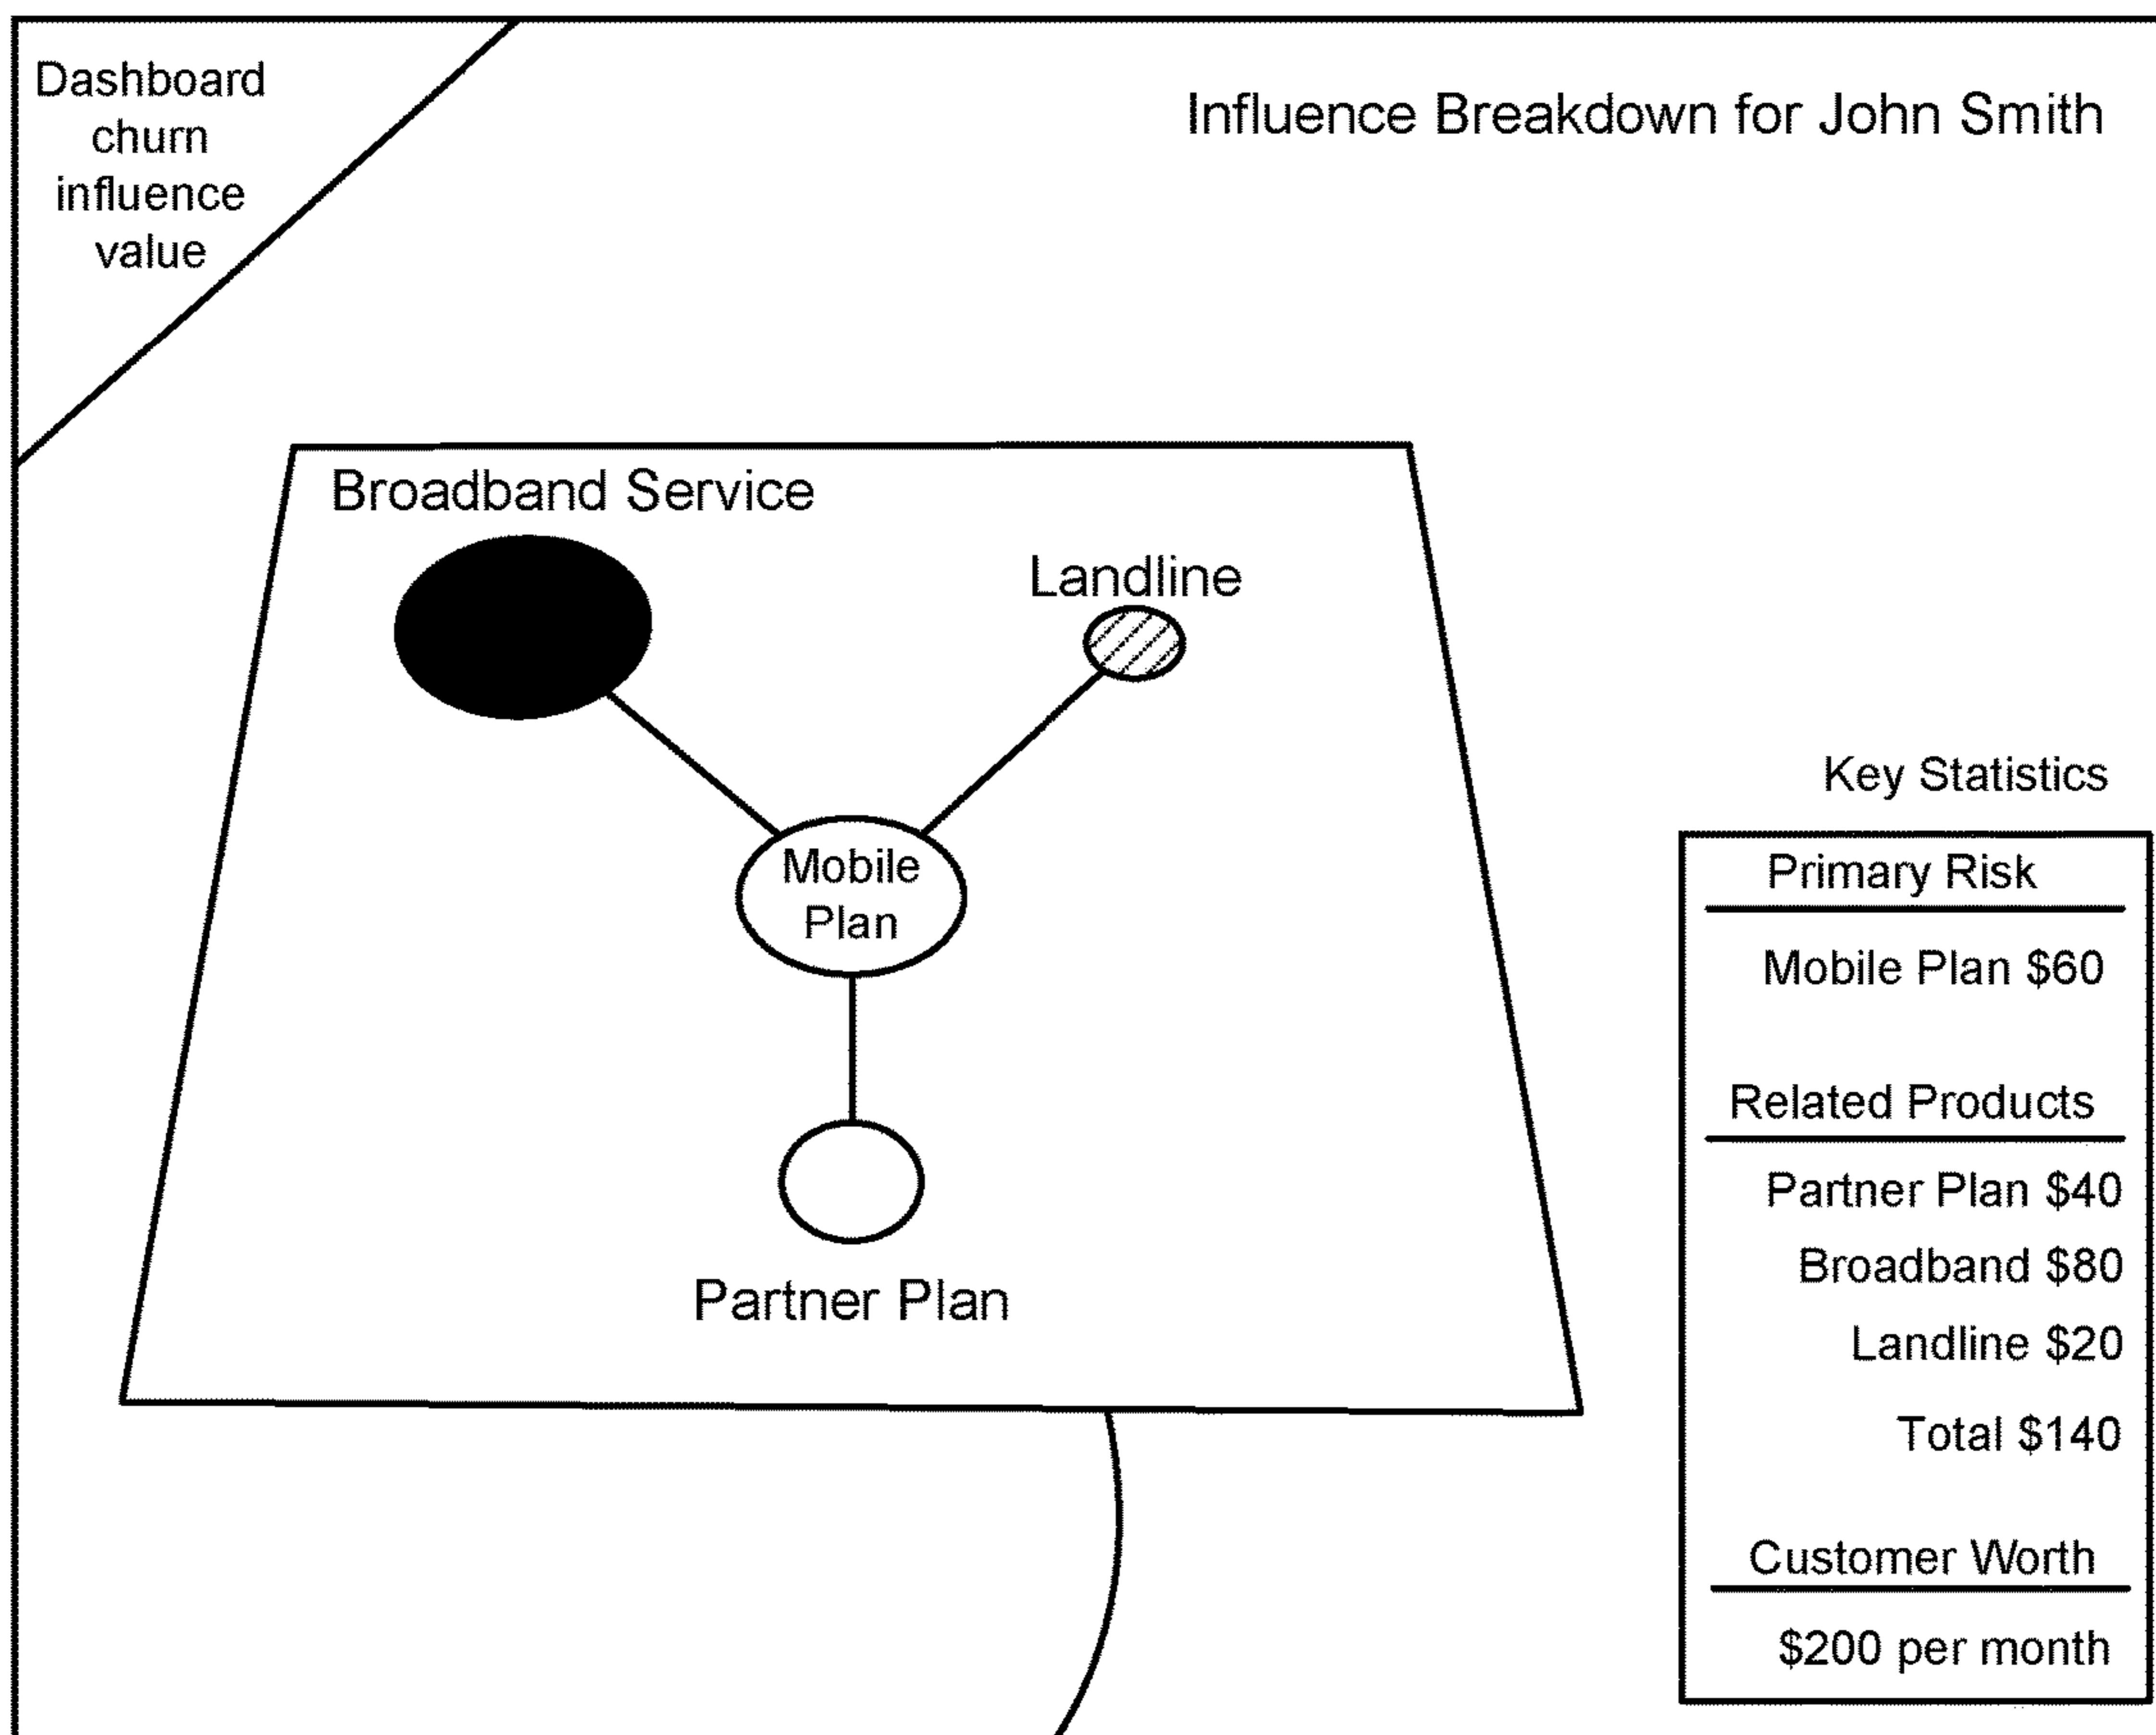 Dashboard
churn
influence
value
Influence Breakdown for John Smith
Broadband Service
Landline
Mobile
Plan
Partner Plan
Key Statistics
Primary Risk
Mobile Plan $60
Related Products
Partner Plan $40
Broadband $80
Landline $20
Total $140
Customer Worth
$200 per month